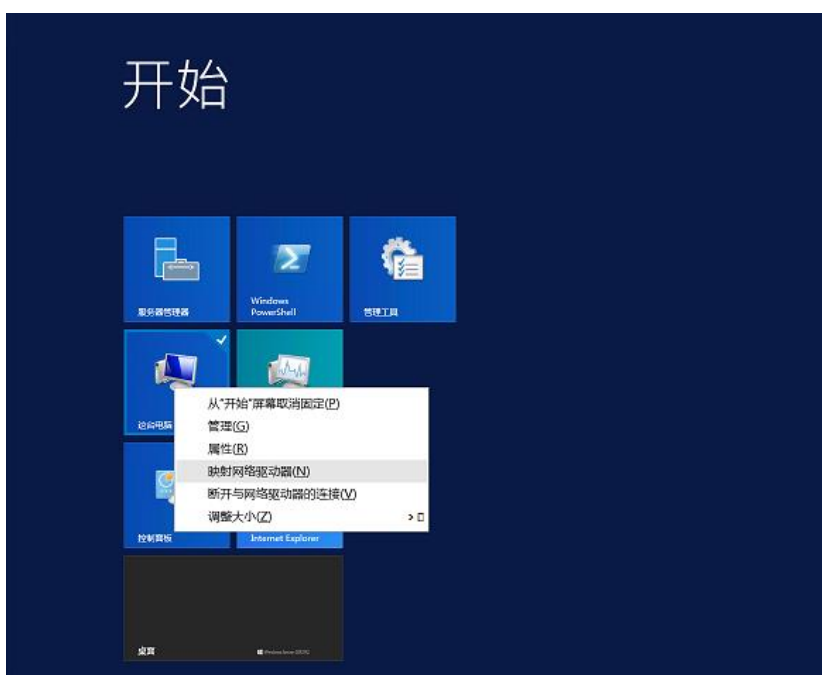 开始
服务器管理器
Windows
PowerShell
管理工具
这台电脑
从"开始"屏幕取消固定(P)
管理(G)
属性(R)
映射网络驱动器(N)
断开与网络驱动器的连接(V)
调整大小(Z)
控制面板
Internet Explorer
桌面